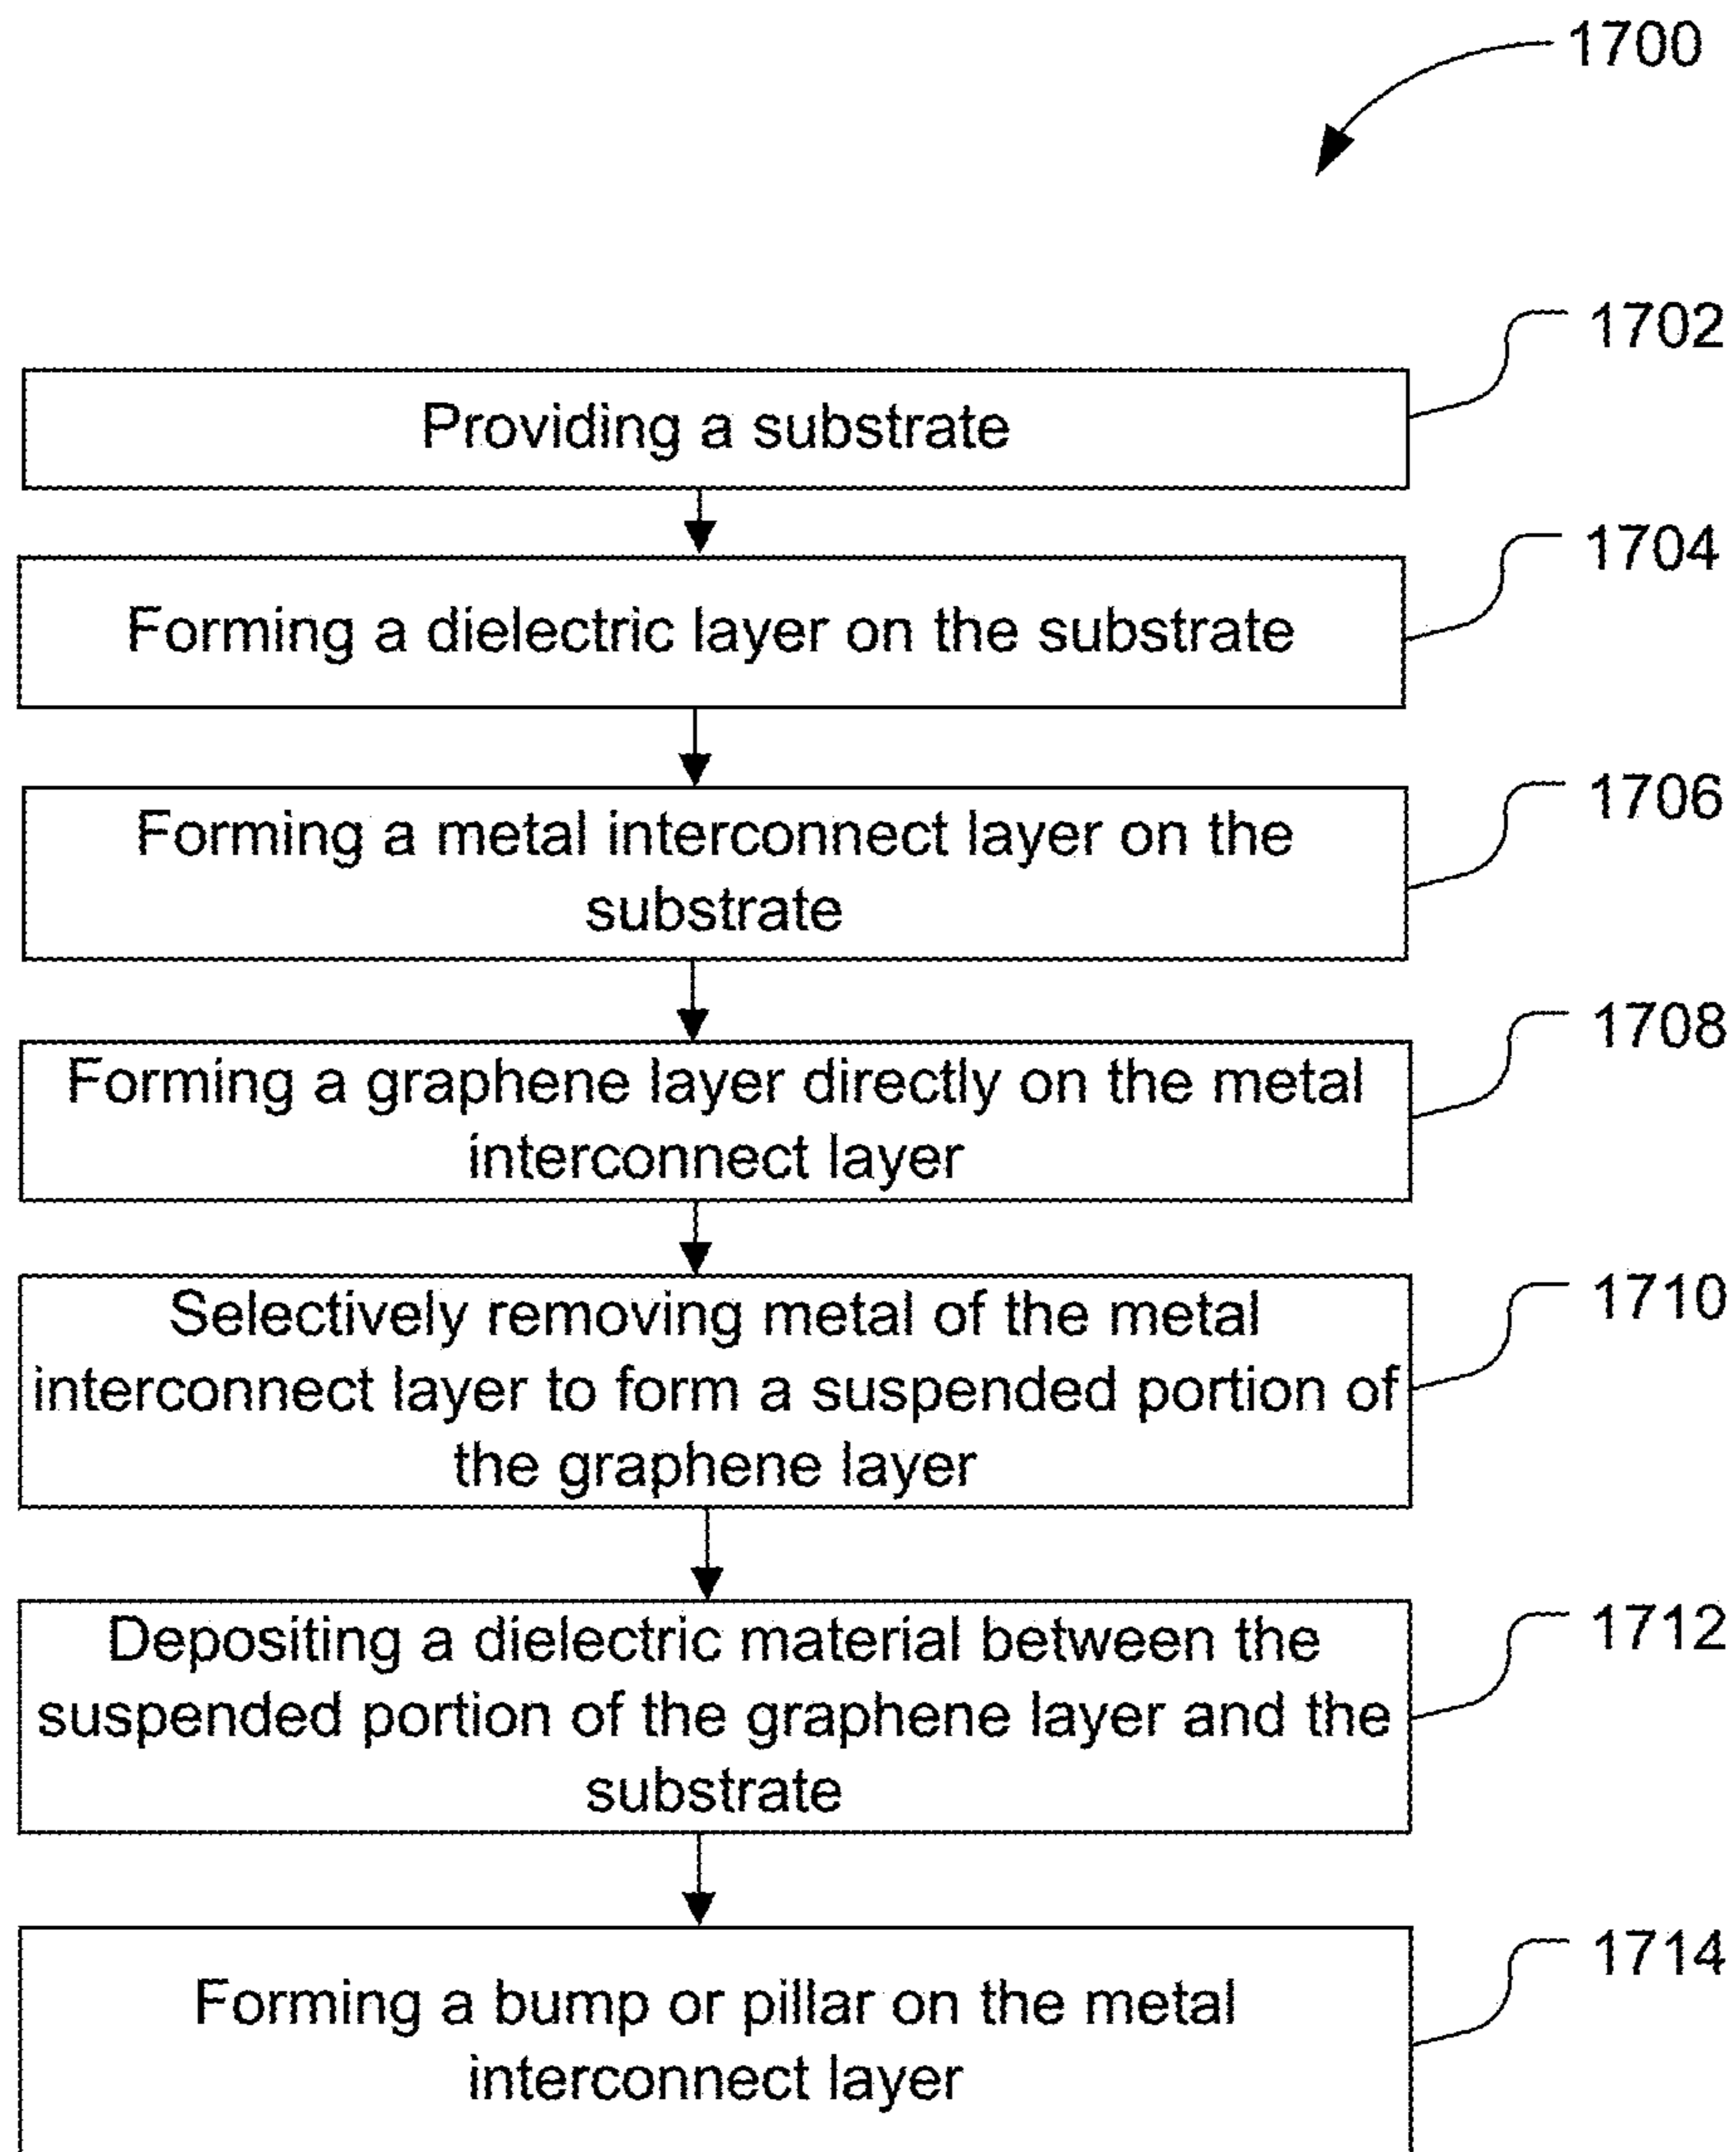 1700
1702
Providing a substrate
1704
Forming a dielectric layer on the substrate
1706
Forming a metal interconnect layer on the
substrate
1708
Forming a graphene layer directly on the metal
interconnect layer
1710
Selectively removing metal of the metal
interconnect layer to form a suspended portion of
the graphene layer
1712
Depositing a dielectric material between the
suspended portion of the graphene layer and the
substrate
1714
Forming a bump or pillar on the metal
interconnect layer